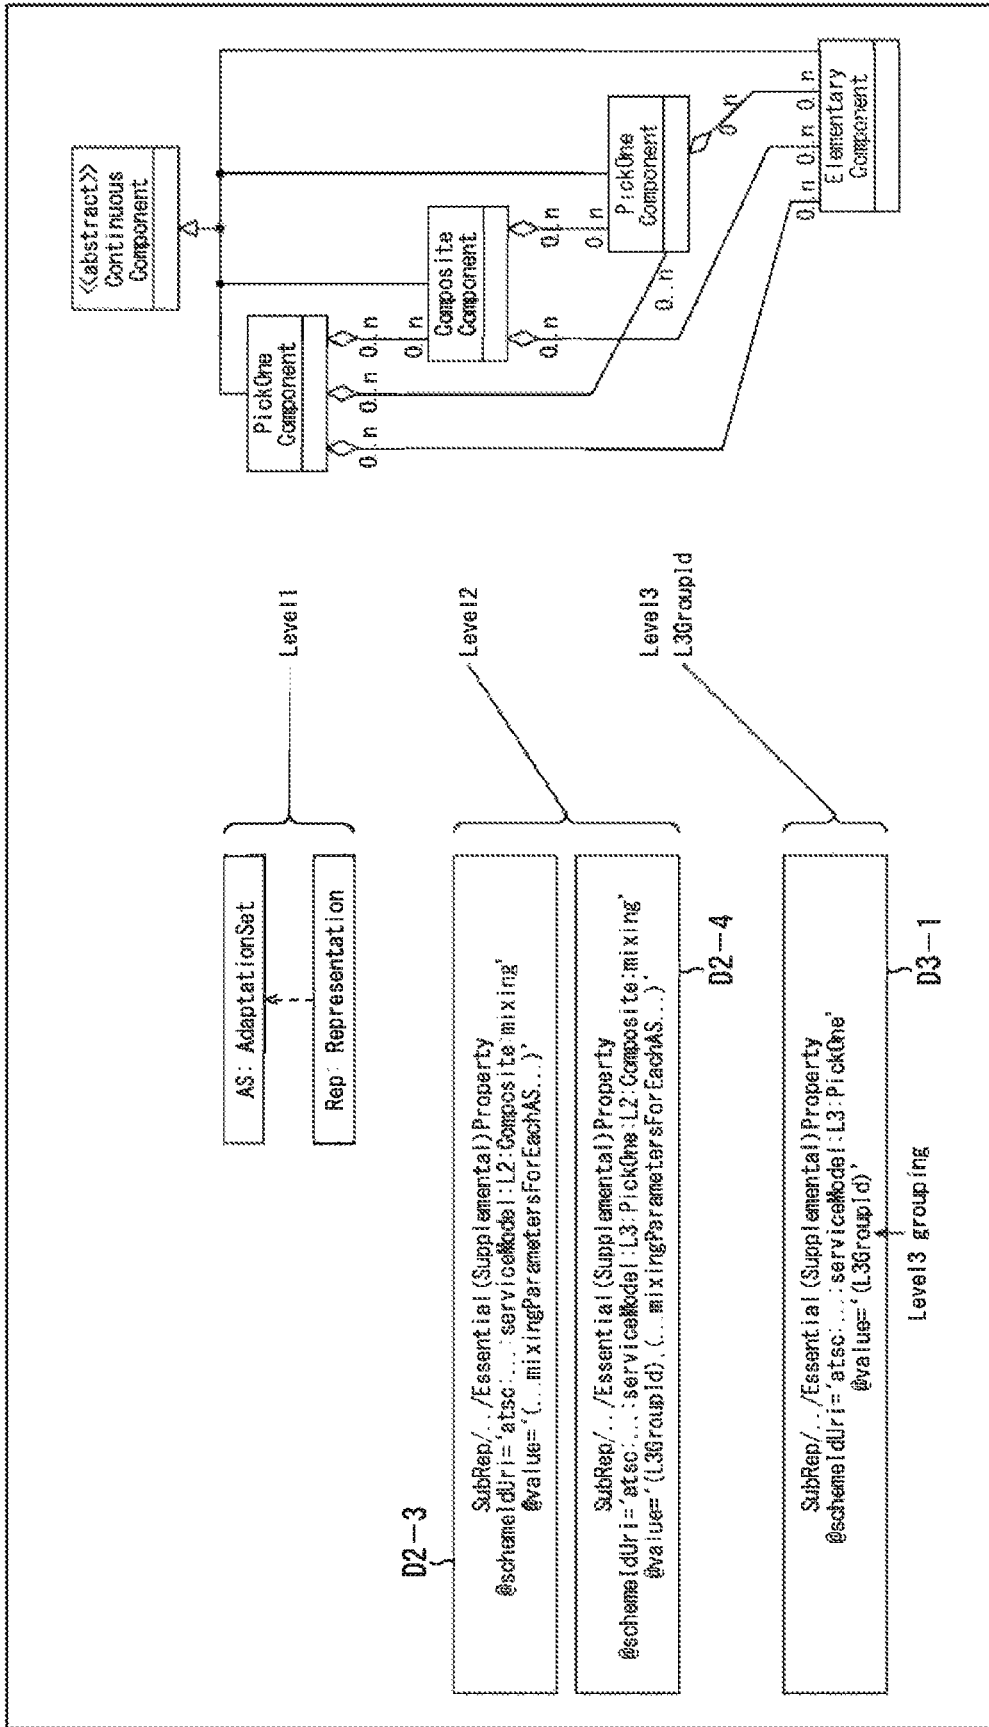 AS: AdaptationSet
Rep: Representation
Level1
<<abstract>>
Continuous
Component
PickOne
Component
0..n
0..n
0..n
D2-3
SubRep/../Essential(Supplemental)Property
@schemeIdUri='atsc:...:serviceModel:L2:Composite:mixing'
@value='(...mixingParametersForEachAS...)'
SubRep/../Essential(Supplemental)Property
@schemeIdUri='atsc:...:serviceModel:L3:PickOne:L2:Composite:mixing'
@value='(L3GroupId),(...mixingParametersForEachAS...)'
D2-4
Level2
0..n
Composite
Component
0..n
0..n
SubRep/../Essential(Supplemental)Property
@schemeIdUri='atsc:...:serviceModel:L3:PickOne'
@value='(L3GroupId)'
Level3 grouping
D3-1
Level3
L3GroupId
0..n
0..n
PickOne
Component
0..n
0..n
0..n
0..n
Elementary
Component